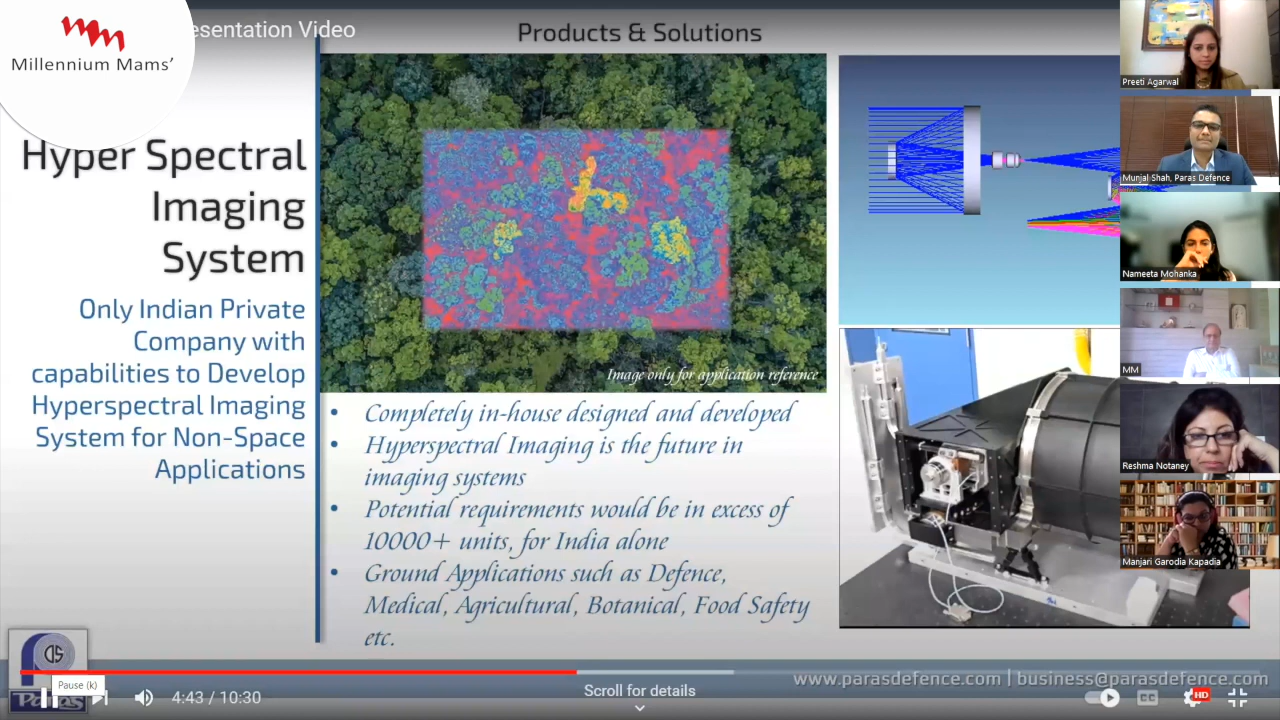 Millennium Mams'
esentation Video
Products & Solutions
Hyper Spectral
Imaging
System
Only Indian Private
Company with
capabilities to Develop
Hyperspectral Imaging
System for Non-Space
Applications
Image only for application reference
• Completely in-house designed and developed
• Hyperspectral Imaging is the future in
imaging systems
• Potential requirements would be in excess of
10000+ units, for India alone
• Ground Applications such as Defence,
Medical, Agricultural, Botanical, Food Safety
etc.
Preeti Agarwal
Munjal Shah, Paras Defence
Nameeta Mohanka
MM
Reshma Notaney
Manjari Garodia Kapadia
Paras
Pause (k)
4:43 / 10:30
Scroll for details
www.parasdefence.com | business@parasdefence.com
CC
HD